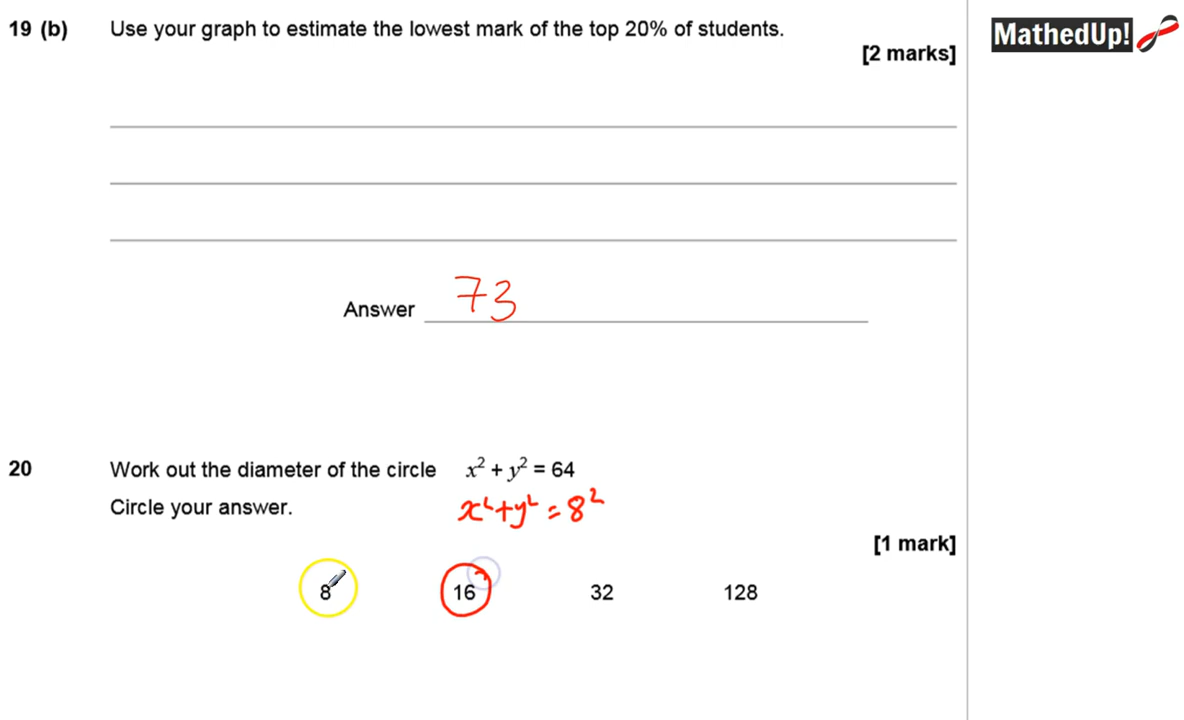 19 (b) Use your graph to estimate the lowest mark of the top 20% of students.
MathedUp!
[2 marks]
Answer 73
20 Work out the diameter of the circle x² + y² = 64
Circle your answer. x²+y² = 8²
[1 mark]
8 16 32 128